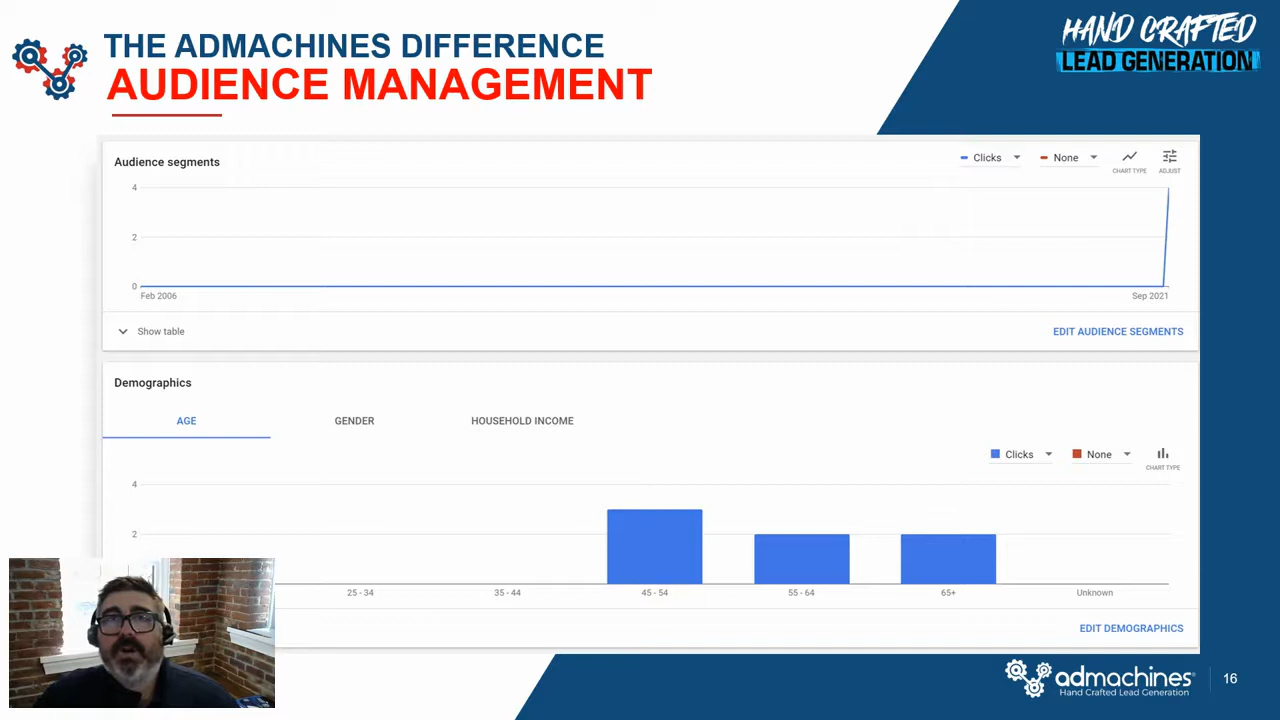 THE ADMACHINES DIFFERENCE
AUDIENCE MANAGEMENT
HAND CRAFTED
LEAD GENERATION
Audience segments
Clicks
None
CHART TYPE
ADJUST
4
2
0
Feb 2006
Sep 2021
Show table
EDIT AUDIENCE SEGMENTS
Demographics
AGE
GENDER
HOUSEHOLD INCOME
Clicks
None
CHART TYPE
4
2
25 - 34
35 - 44
45 - 54
55 - 64
65+
Unknown
EDIT DEMOGRAPHICS
admachines®
Hand Crafted Lead Generation
16